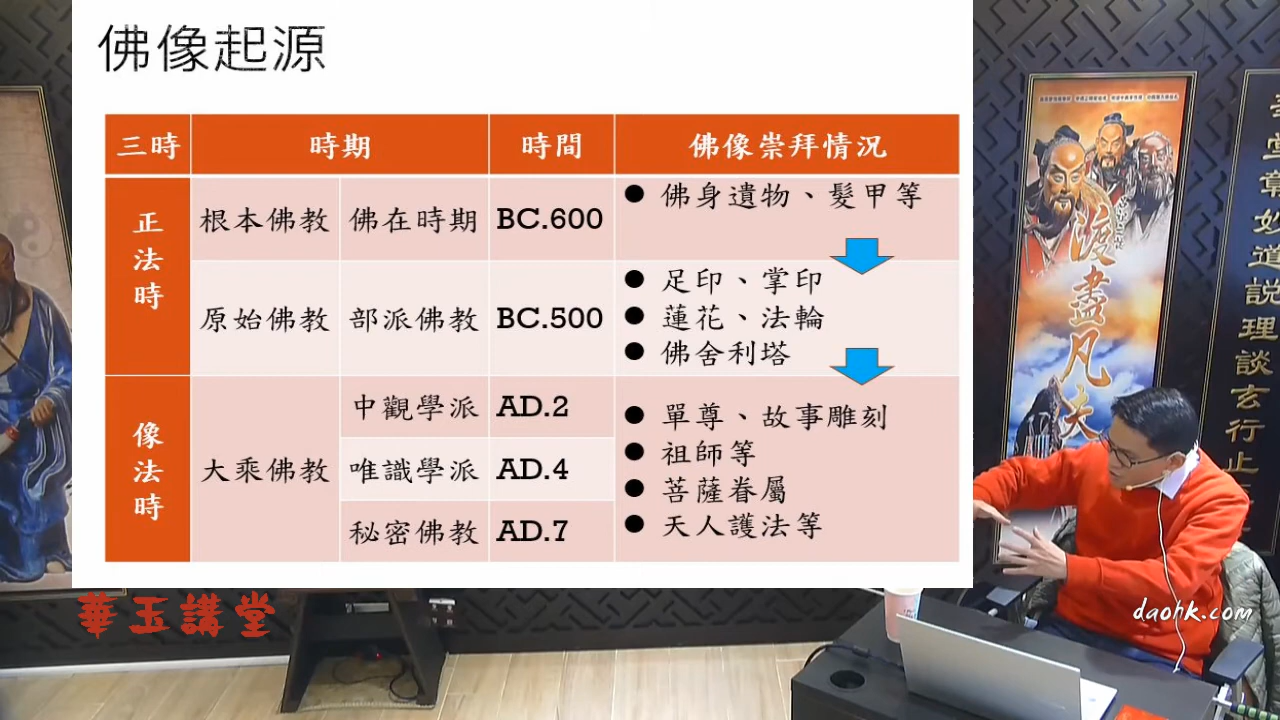 佛像起源
三時 時期 時間 佛像崇拜情況
正法時 根本佛教 佛在時期 BC.600
佛身遺物、髮甲等
原始佛教 部派佛教 BC.500
足印、掌印
蓮花、法輪
佛舍利塔
像法時 大乘佛教
中觀學派 AD.2
唯識學派 AD.4
秘密佛教 AD.7
單尊、故事雕刻
祖師等
菩薩眷屬
天人護法等
渡盡凡夫
章妙道説理談玄行止
華玉講堂
daohk.com